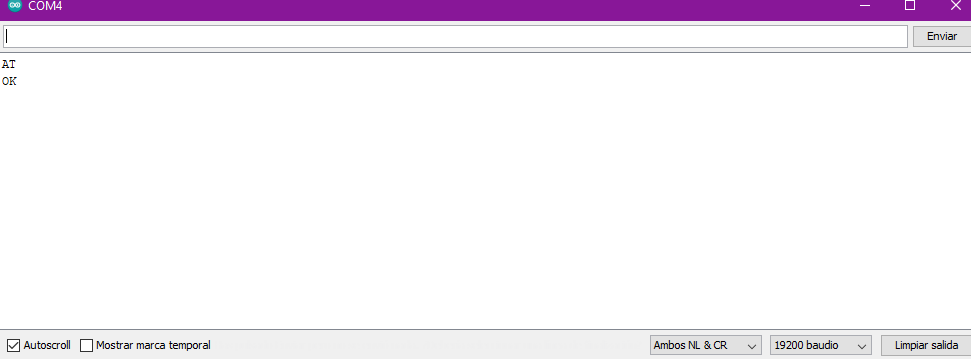 COM4
Enviar
AT
OK
Autoscroll Mostrar marca temporal Ambos NL & CR 19200 baudio Limpiar salida